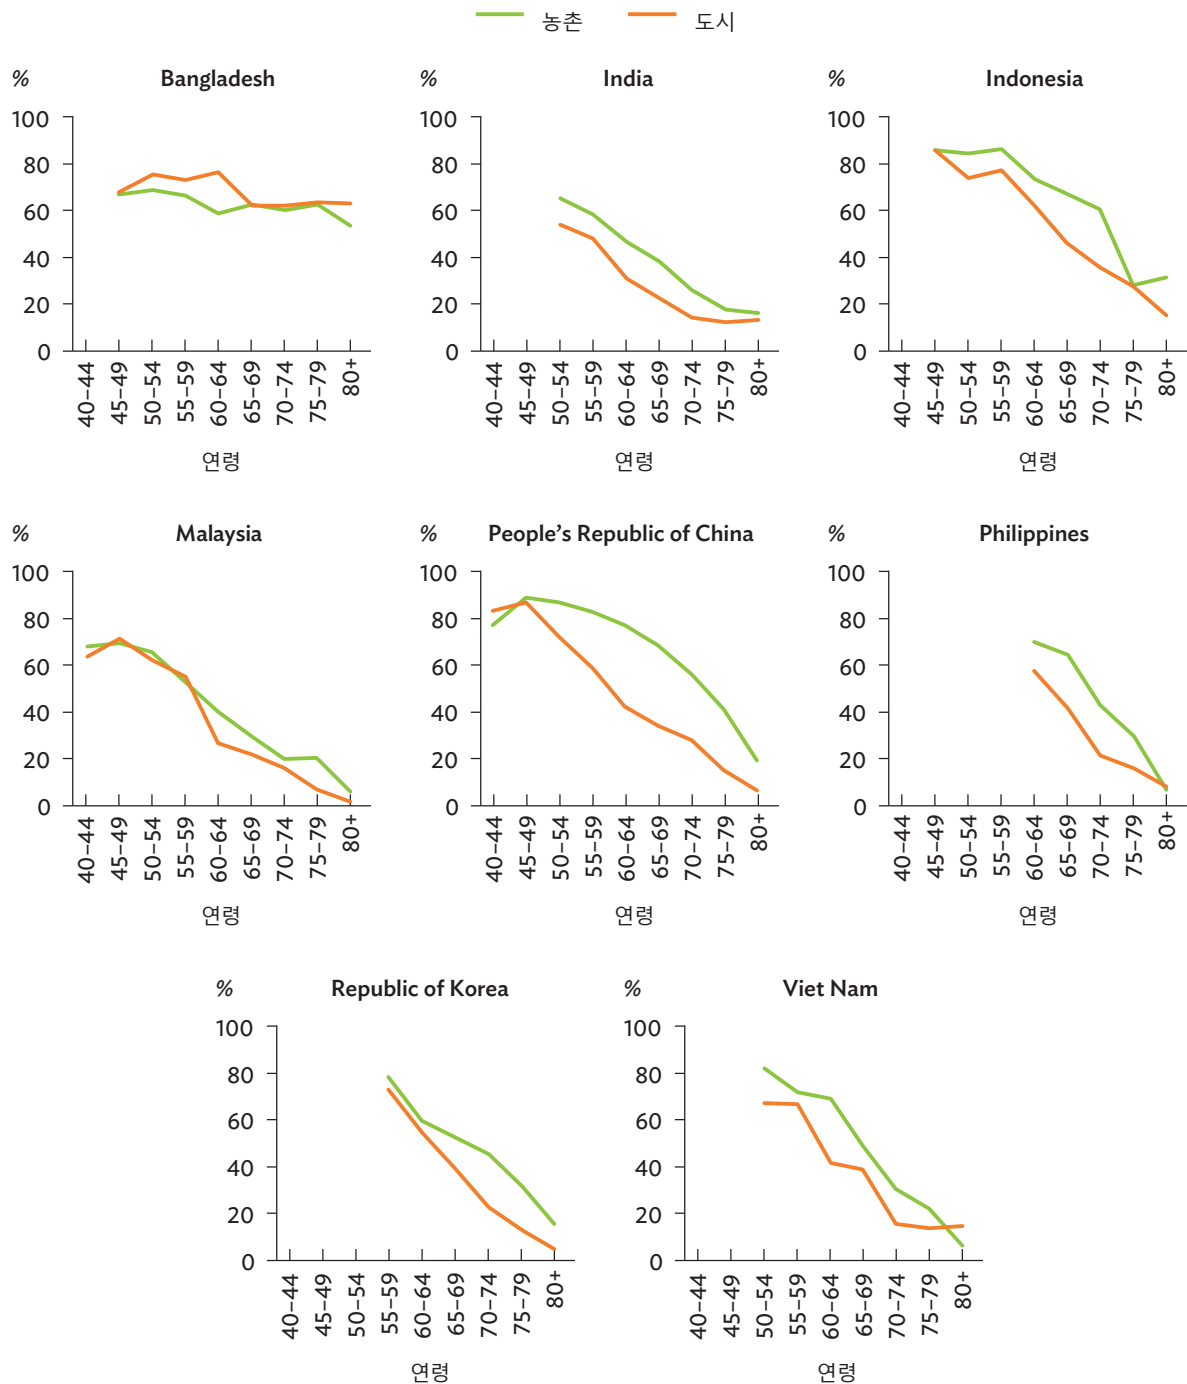 농촌 도시
% Bangladesh
100
80
60
40
20
0
40–44 45–49 50–54 55–59 60–64 65–69 70–74 75–79 80+
연령
% India
100
80
60
40
20
0
40–44 45–49 50–54 55–59 60–64 65–69 70–74 75–79 80+
연령
% Indonesia
100
80
60
40
20
0
40–44 45–49 50–54 55–59 60–64 65–69 70–74 75–79 80+
연령
% Malaysia
100
80
60
40
20
0
40–44 45–49 50–54 55–59 60–64 65–69 70–74 75–79 80+
연령
% People’s Republic of China
100
80
60
40
20
0
40–44 45–49 50–54 55–59 60–64 65–69 70–74 75–79 80+
연령
% Philippines
100
80
60
40
20
0
40–44 45–49 50–54 55–59 60–64 65–69 70–74 75–79 80+
연령
% Republic of Korea
100
80
60
40
20
0
40–44 45–49 50–54 55–59 60–64 65–69 70–74 75–79 80+
연령
% Viet Nam
100
80
60
40
20
0
40–44 45–49 50–54 55–59 60–64 65–69 70–74 75–79 80+
연령